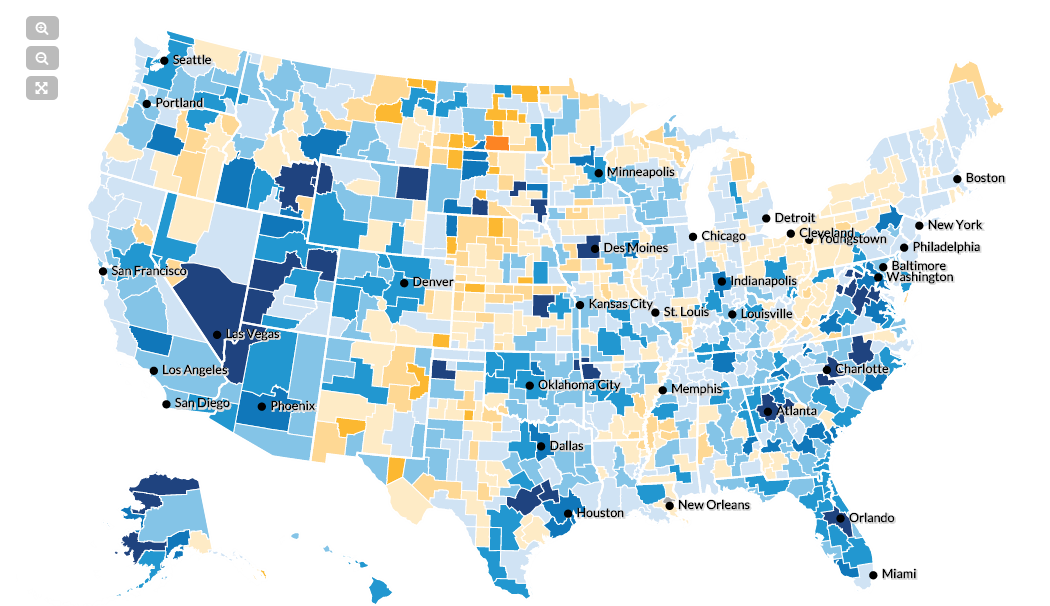 Seattle
Portland
Minneapolis
Boston
Detroit
New York
Cleveland
Chicago
Youngstown
Des Moines
Philadelphia
Baltimore
San Francisco
Washington
Denver
Indianapolis
Kansas City
St. Louis
Louisville
Las Vegas
Los Angeles
Charlotte
Oklahoma City
Memphis
San Diego
Phoenix
Atlanta
Dallas
New Orleans
Houston
Orlando
Miami